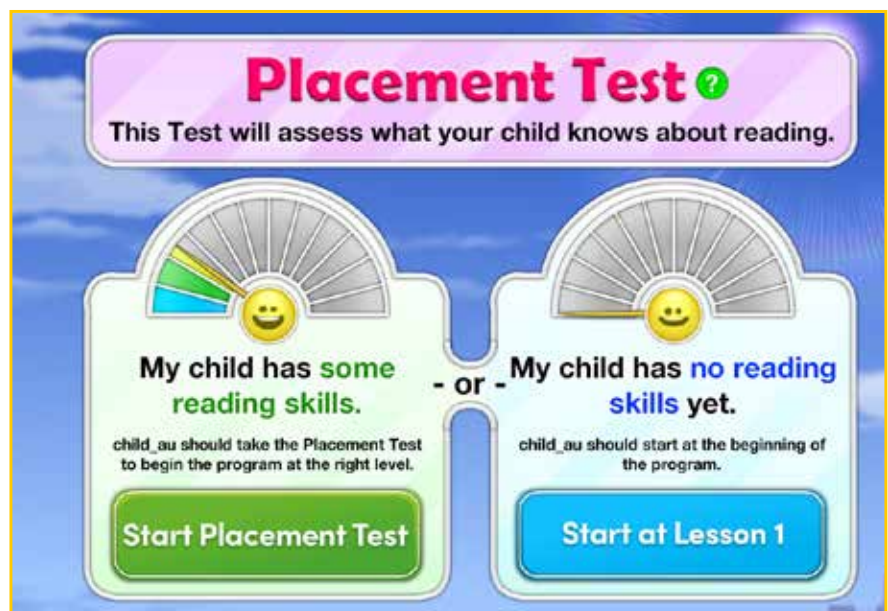 Placement Test ?
This Test will assess what your child knows about reading.
My child has some
reading skills.
child_au should take the Placement Test
to begin the program at the right level.
Start Placement Test
- or -
My child has no reading
skills yet.
child_au should start at the beginning of
the program.
Start at Lesson 1